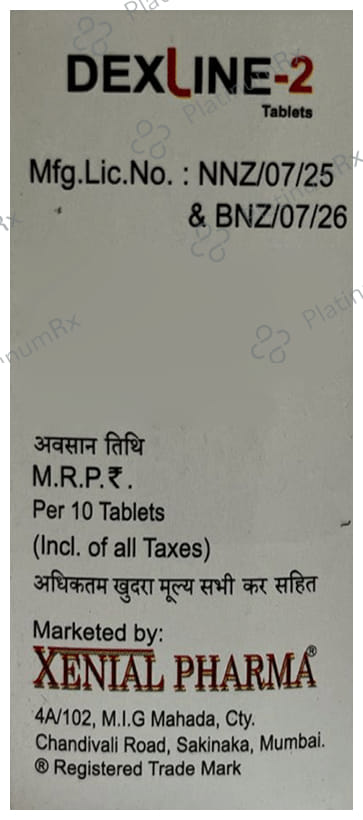 DEXLINE-2
Tablets
Mfg.Lic.No. : NNZ/07/25
& BNZ/07/26
अवसान तिथि
M.R.P.₹.
Per 10 Tablets
(Incl. of all Taxes)
अधिकतम खुदरा मूल्य सभी कर सहित
Marketed by:
XENIAL PHARMA®
4A/102, M.I.G Mahada, Cty.
Chandivali Road, Sakinaka, Mumbai.
® Registered Trade Mark
PlatinumRx